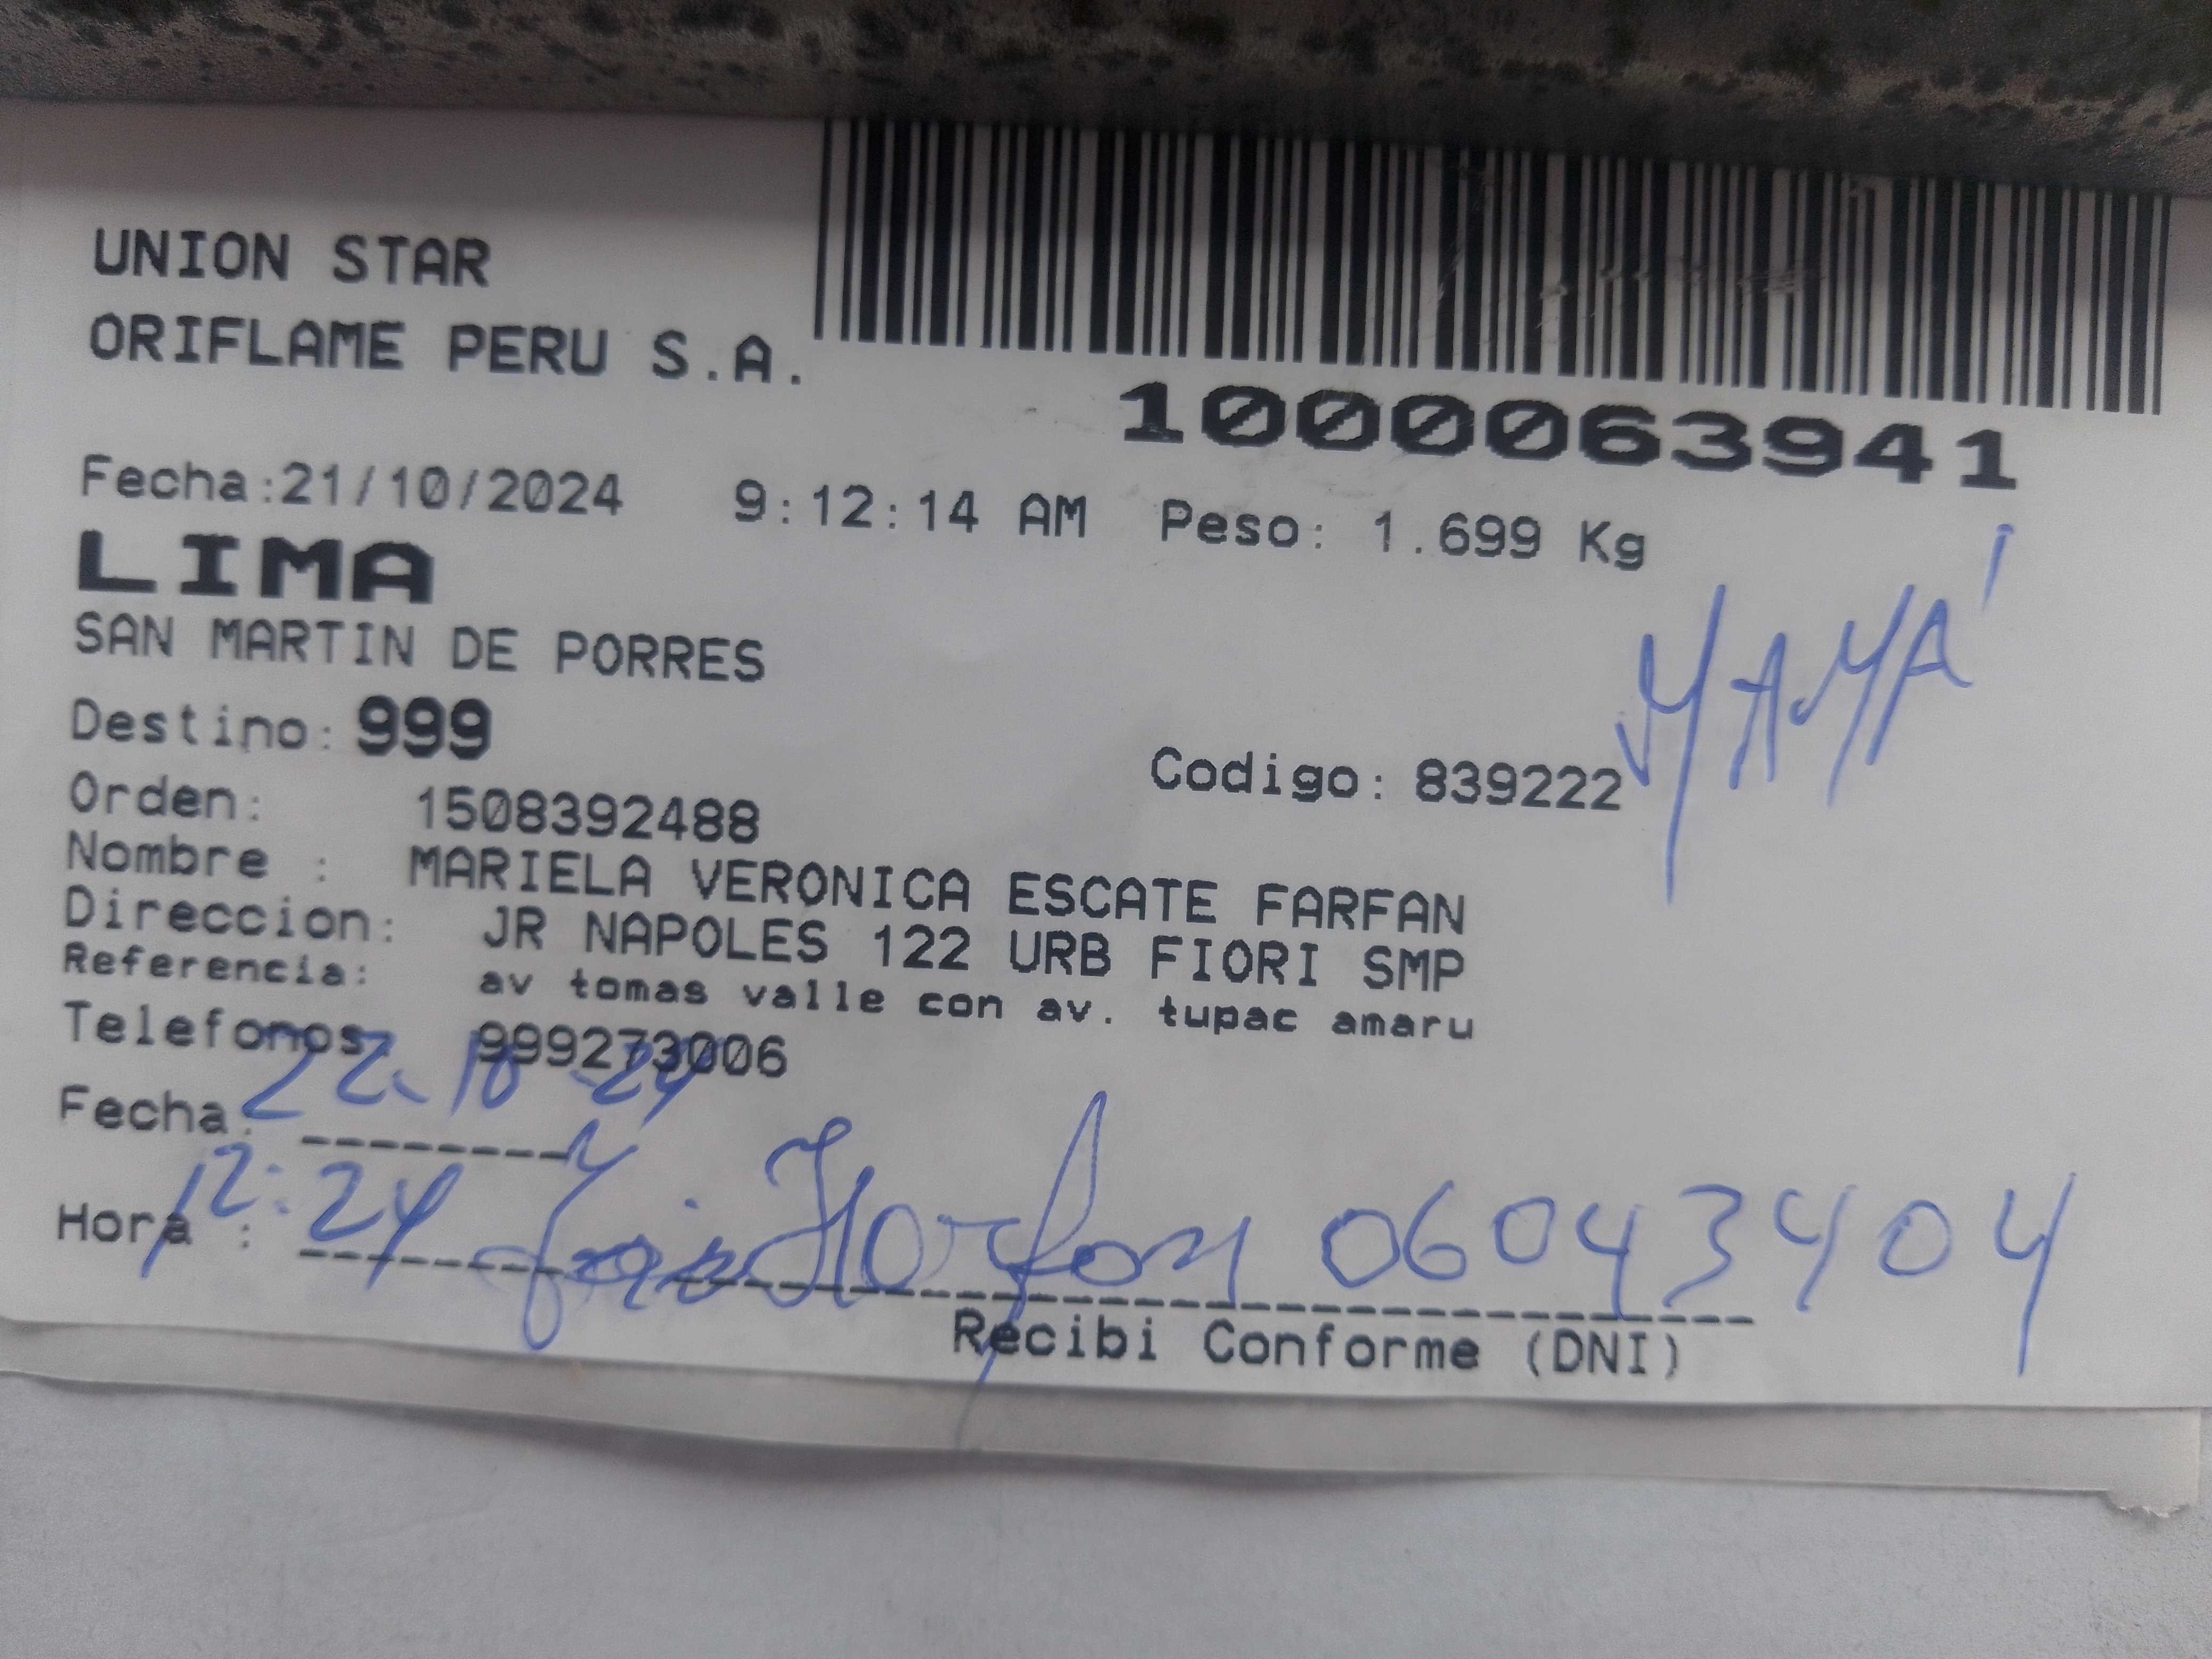 UNION STAR
ORIFLAME PERU S.A.
1000063941
Fecha:21/10/2024 9:12:14 AM Peso: 1.699 Kg
LIMA
MAMÁ
SAN MARTIN DE PORRES
Destino: 999
Codigo: 839222
Orden: 1508392488
Nombre : MARIELA VERONICA ESCATE FARFAN
Direccion: JR NAPOLES 122 URB FIORI SMP
Referencia: av tomas valle con av. tupac amaru
Telefonos 999273006
Fecha: 22-10-24
Hora : 12:24 Farfan 06043404
Recibi Conforme (DNI)